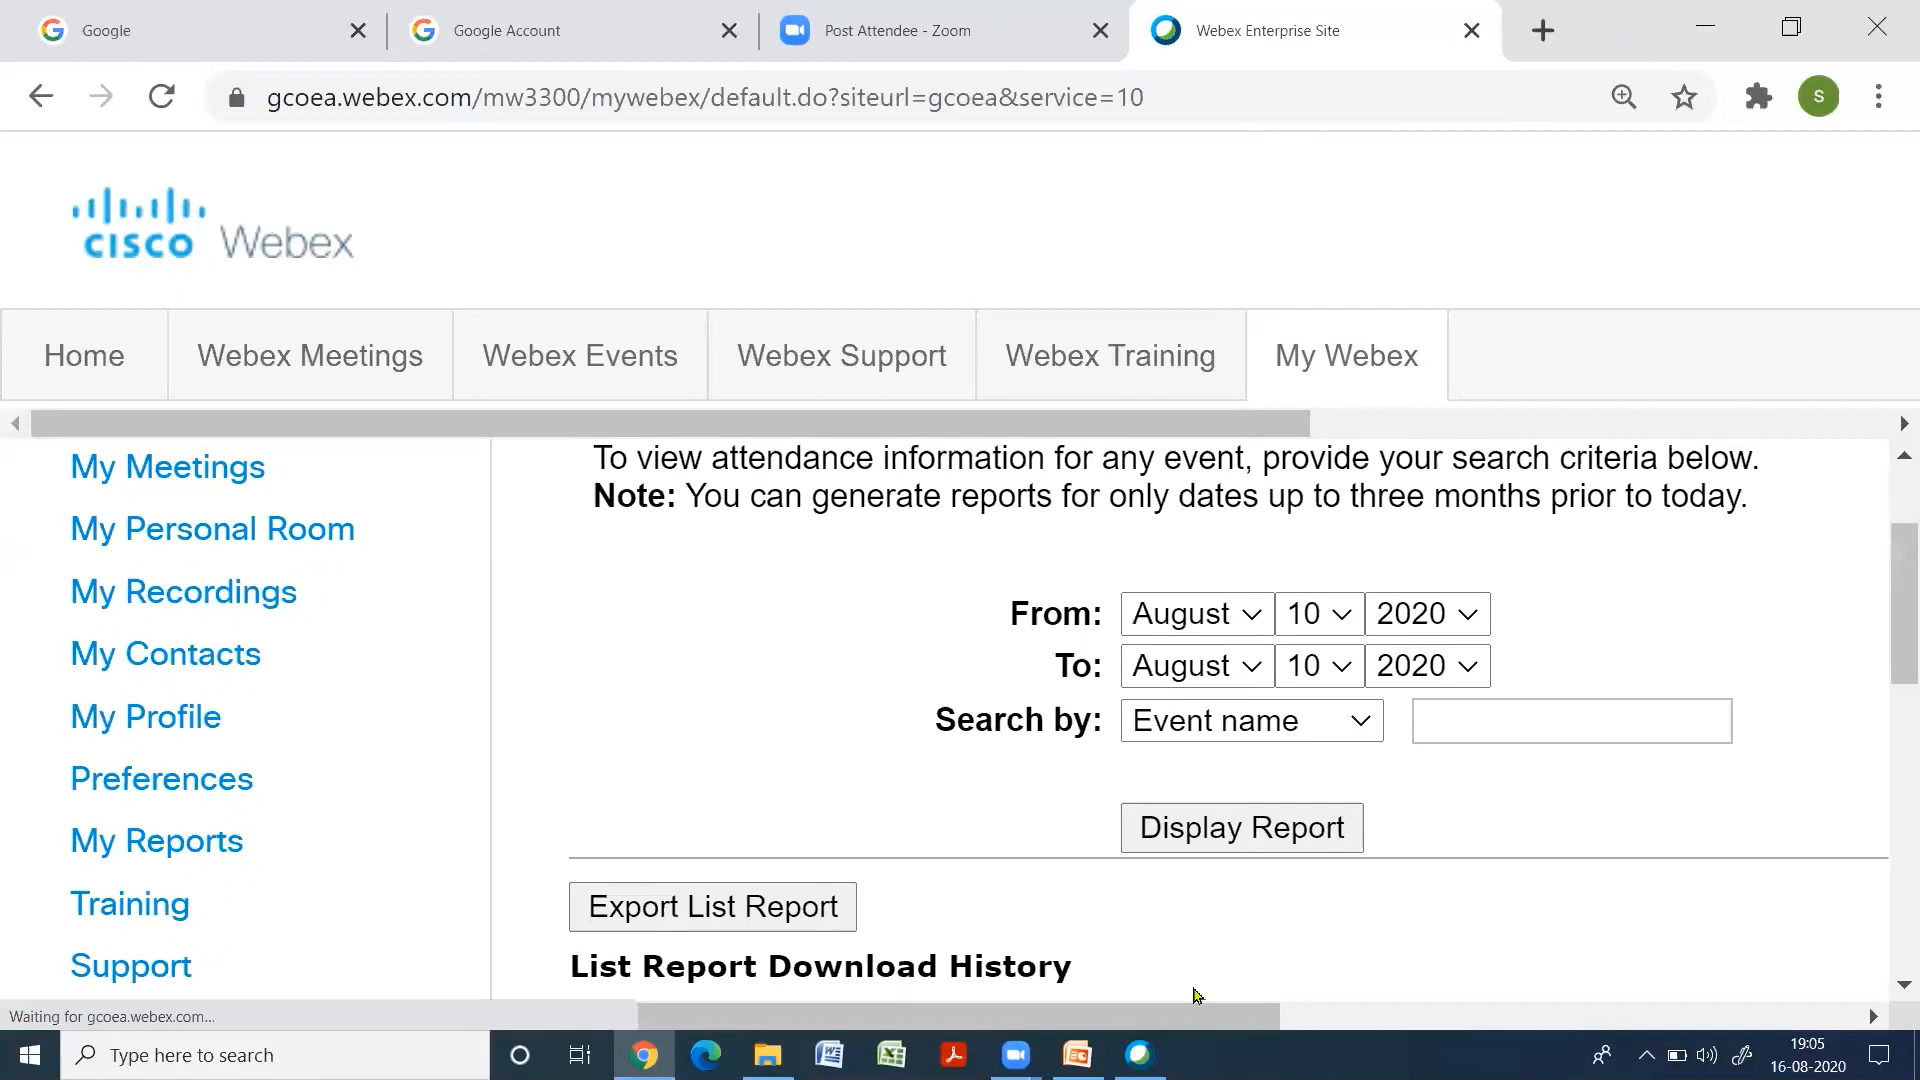 Google
Google Account
Post Attendee - Zoom
Webex Enterprise Site
gcoea.webex.com/mw3300/mywebex/default.do?siteurl=gcoea&service=10
S
cisco Webex
Home
Webex Meetings
Webex Events
Webex Support
Webex Training
My Webex
My Meetings
My Personal Room
My Recordings
My Contacts
My Profile
Preferences
My Reports
Training
Support
To view attendance information for any event, provide your search criteria below.
Note: You can generate reports for only dates up to three months prior to today.
From: August 10 2020
To: August 10 2020
Search by: Event name
Display Report
Export List Report
List Report Download History
Waiting for gcoea.webex.com...
Type here to search
19:05
16-08-2020